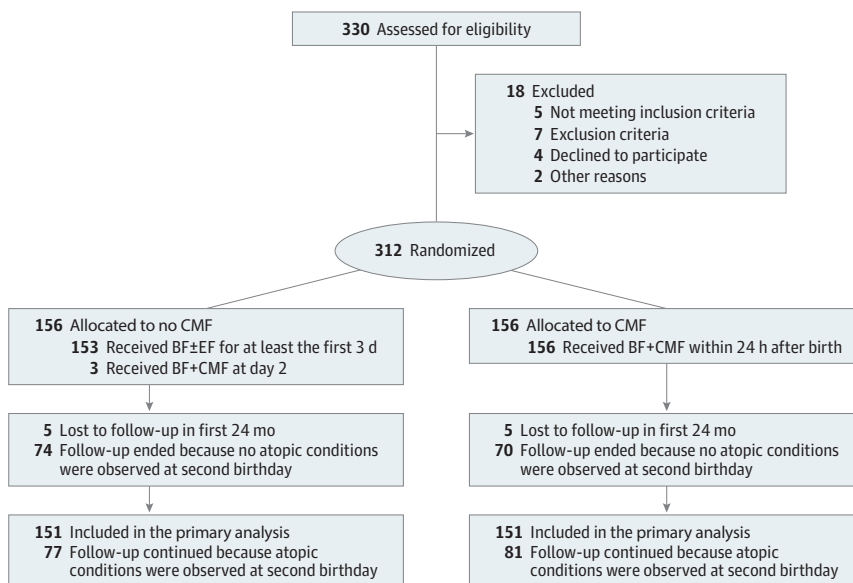 330 Assessed for eligibility
18 Excluded
5 Not meeting inclusion criteria
7 Exclusion criteria
4 Declined to participate
2 Other reasons
312 Randomized
156 Allocated to no CMF
153 Received BF±EF for at least the first 3 d
3 Received BF+CMF at day 2
156 Allocated to CMF
156 Received BF+CMF within 24 h after birth
5 Lost to follow-up in first 24 mo
74 Follow-up ended because no atopic conditions
were observed at second birthday
5 Lost to follow-up in first 24 mo
70 Follow-up ended because no atopic conditions
were observed at second birthday
151 Included in the primary analysis
77 Follow-up continued because atopic
conditions were observed at second birthday
151 Included in the primary analysis
81 Follow-up continued because atopic
conditions were observed at second birthday